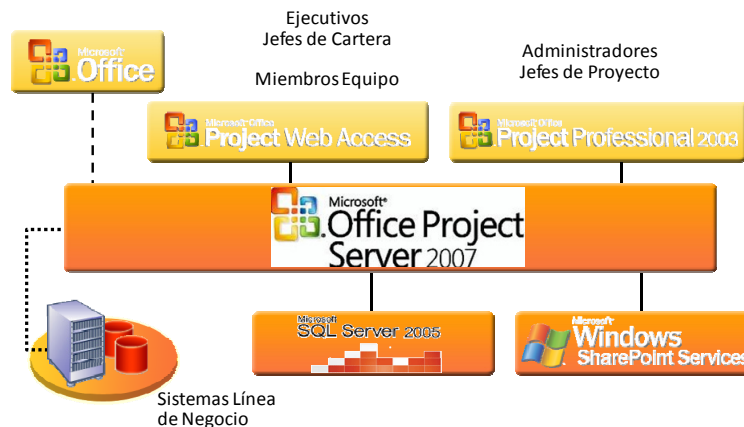 Ejecutivos
Jefes de Cartera
Miembros Equipo
Administradores
Jefes de Proyecto
Microsoft®
Office
Microsoft® Office
Project Web Access
Microsoft® Office
Project Professional 2003
Microsoft®
Office Project
Server 2007
Microsoft®
SQL Server 2005
Microsoft®
Windows
SharePoint Services
Sistemas Línea
de Negocio